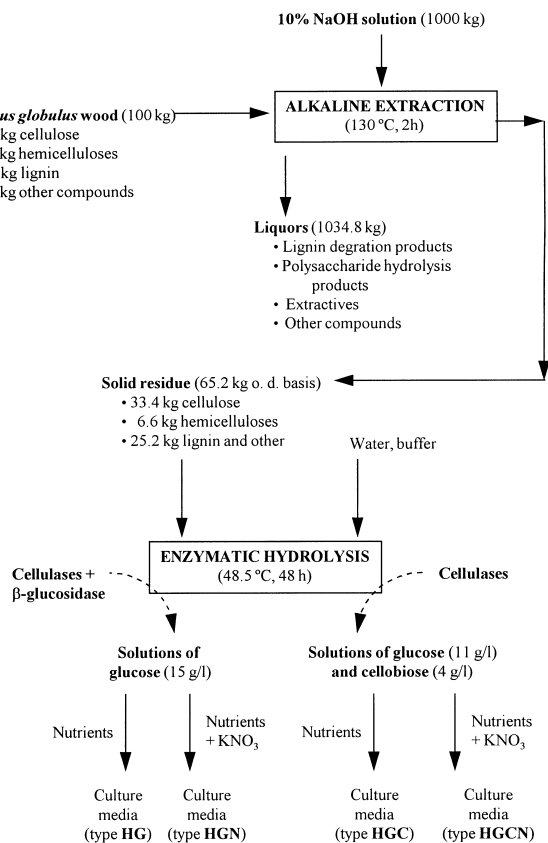 10% NaOH solution (1000 kg)
ALKALINE EXTRACTION
(130 ºC, 2h)
us globulus wood (100 kg)
kg cellulose
kg hemicelluloses
kg lignin
kg other compounds
Liquors (1034.8 kg)
• Lignin degration products
• Polysaccharide hydrolysis
products
• Extractives
• Other compounds
Solid residue (65.2 kg o. d. basis)
• 33.4 kg cellulose
• 6.6 kg hemicelluloses
• 25.2 kg lignin and other
Water, buffer
ENZYMATIC HYDROLYSIS
(48.5 ºC, 48 h)
Cellulases +
β-glucosidase
Cellulases
Solutions of
glucose (15 g/l)
Solutions of glucose (11 g/l)
and cellobiose (4 g/l)
Nutrients
Nutrients
+ KNO₃
Nutrients
Nutrients
+ KNO₃
Culture
media
(type HG)
Culture
media
(type HGN)
Culture
media
(type HGC)
Culture
media
(type HGCN)